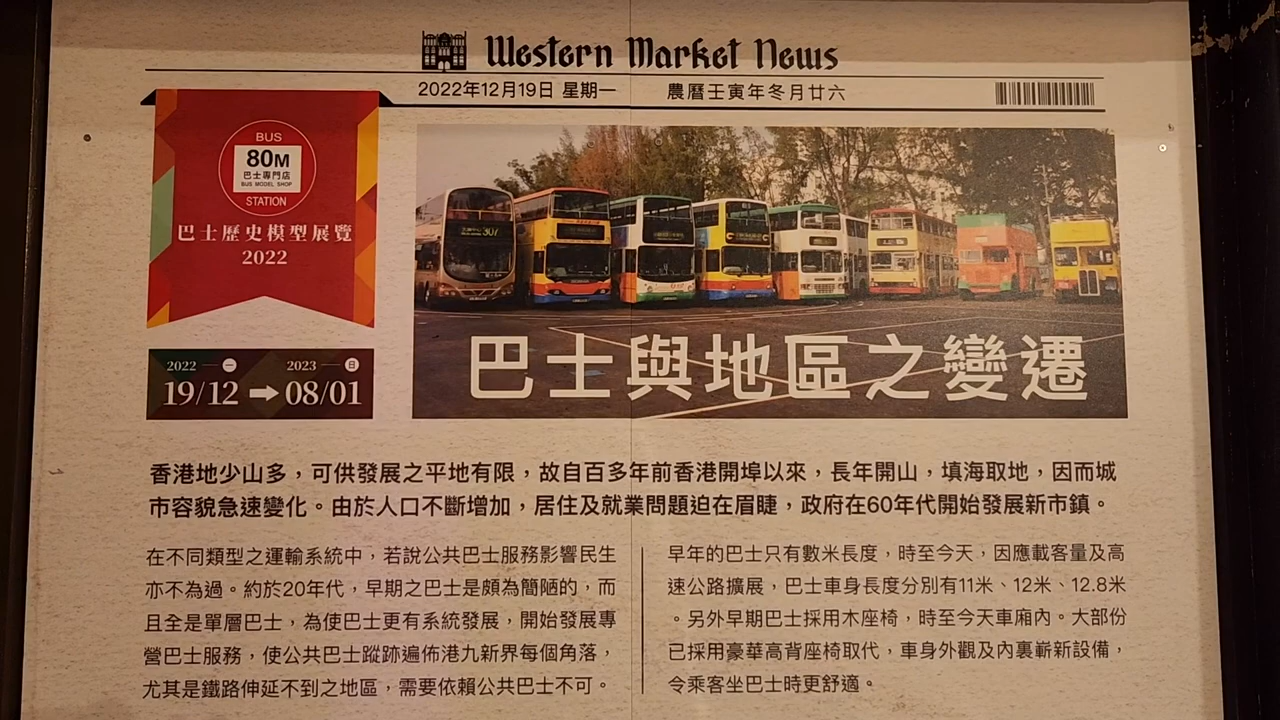 Western Market News
2022年12月19日 星期一 農曆壬寅年冬月廿六
BUS
80M
巴士專門店
BUS MODEL SHOP
STATION
巴士歷史模型展覽
2022
2022 一 2023 日
19/12 08/01
307
巴士與地區之變遷
香港地少山多，可供發展之平地有限，故自百多年前香港開埠以來，長年開山，填海取地，因而城
市容貌急速變化。由於人口不斷增加，居住及就業問題迫在眉睫，政府在60年代開始發展新市鎮。
在不同類型之運輸系統中，若說公共巴士服務影響民生
亦不為過。約於20年代，早期之巴士是頗為簡陋的，而
且全是單層巴士，為使巴士更有系統發展，開始發展專
營巴士服務，使公共巴士蹤跡遍佈港九新界每個角落，
尤其是鐵路伸延不到之地區，需要依賴公共巴士不可。
早年的巴士只有數米長度，時至今天，因應載客量及高
速公路擴展，巴士車身長度分別有11米、12米、12.8米
。另外早期巴士採用木座椅，時至今天車廂內。大部份
已採用豪華高背座椅取代，車身外觀及內裏嶄新設備，
令乘客坐巴士時更舒適。